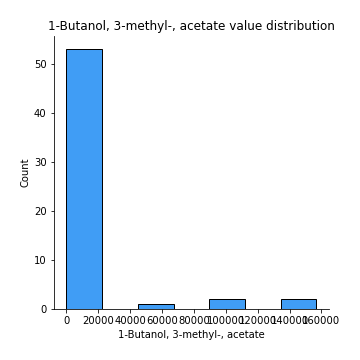 1-Butanol, 3-methyl-, acetate value distribution
50
40
30
20
10
0
Count
0 20000 40000 60000 80000 100000 120000 140000 160000
1-Butanol, 3-methyl-, acetate